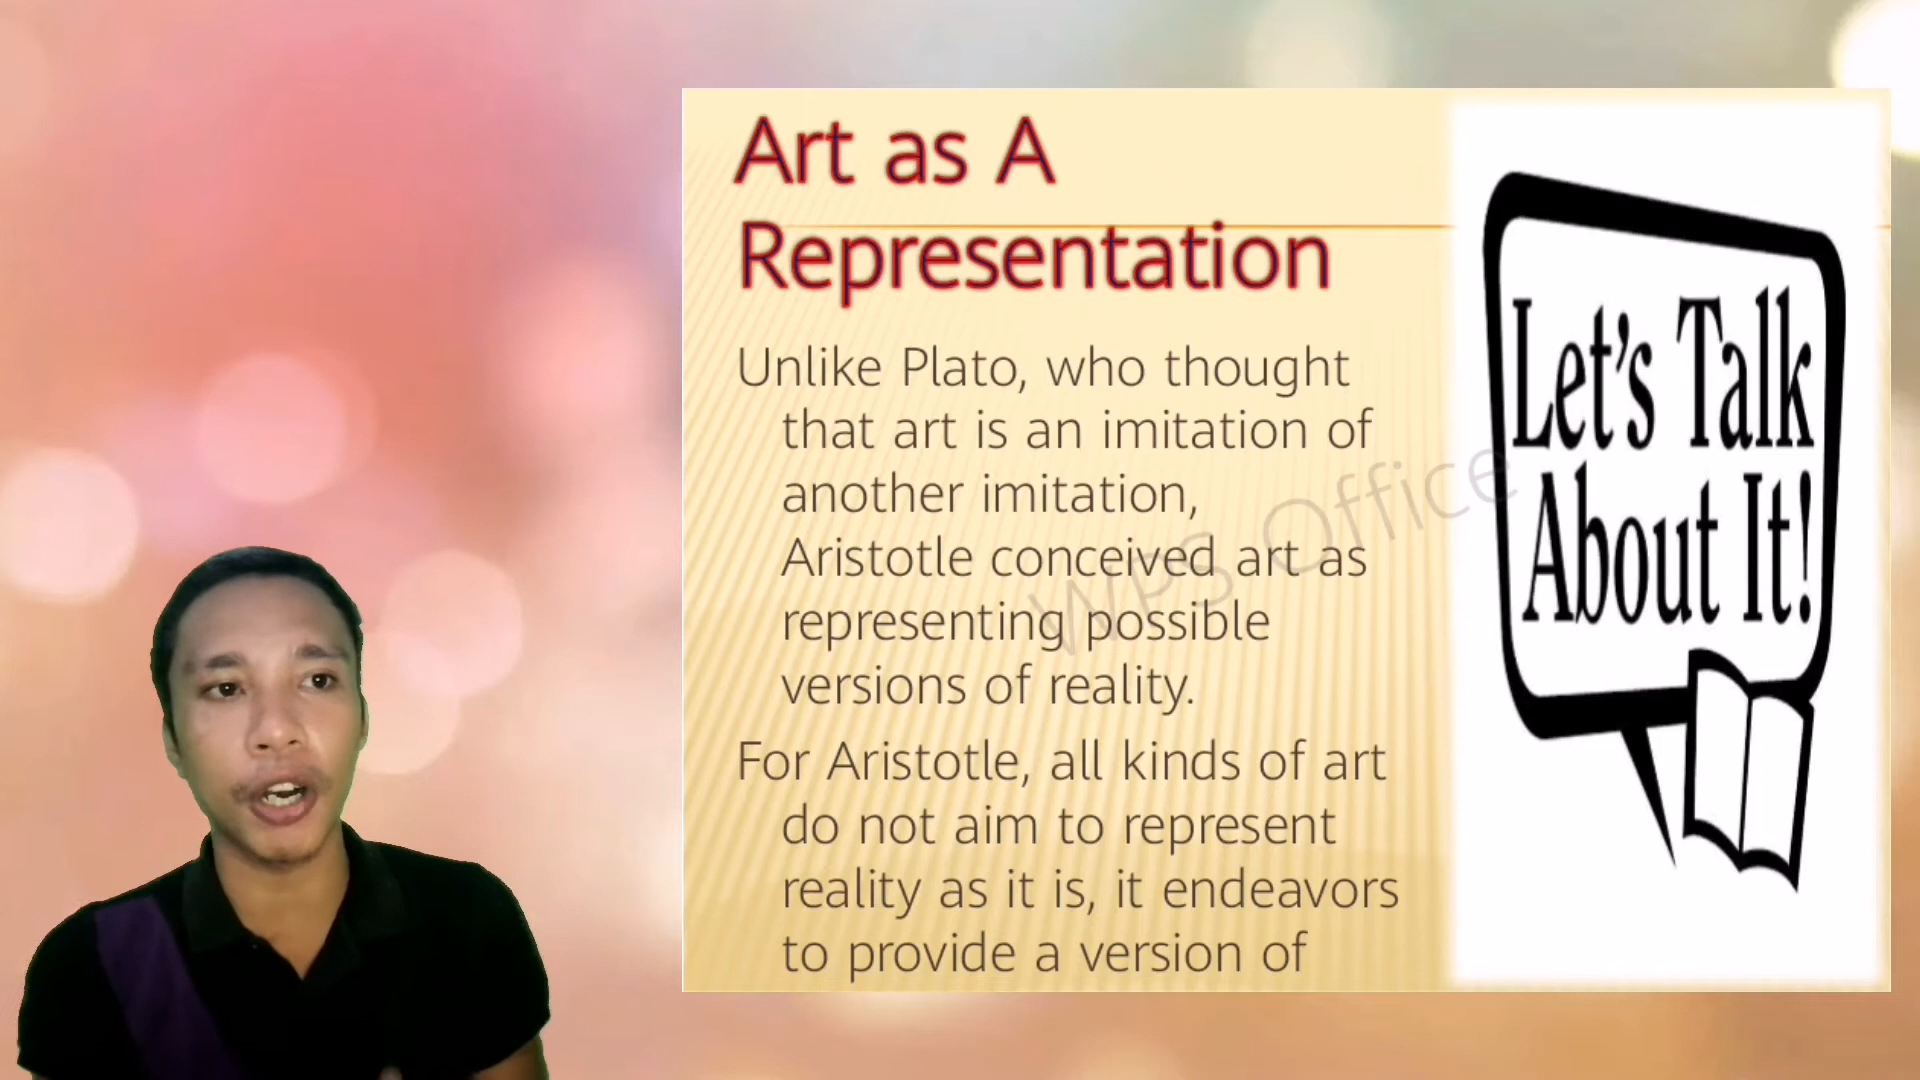 Art as A
Representation
Unlike Plato, who thought
that art is an imitation of
another imitation,
Aristotle conceived art as
representing possible
versions of reality.
For Aristotle, all kinds of art
do not aim to represent
reality as it is, it endeavors
to provide a version of
WPS Office
Let's Talk
About It!